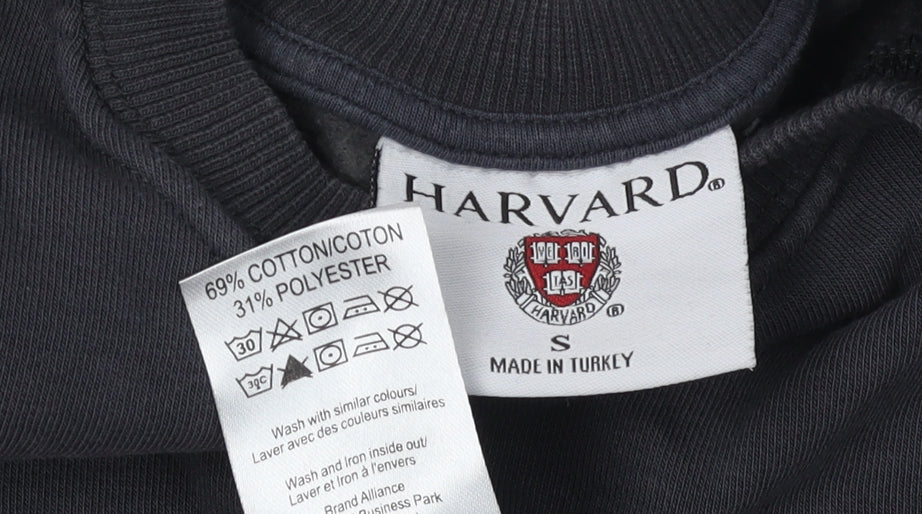 HARVARD®
VE RI
TAS
HARVARD ®
S
MADE IN TURKEY
69% COTTON/COTON
31% POLYESTER
30
30C
Wash with similar colours/
Laver avec des couleurs similaires
Wash and iron inside out/
Laver et Iron à l'envers
Brand Alliance
Business Park